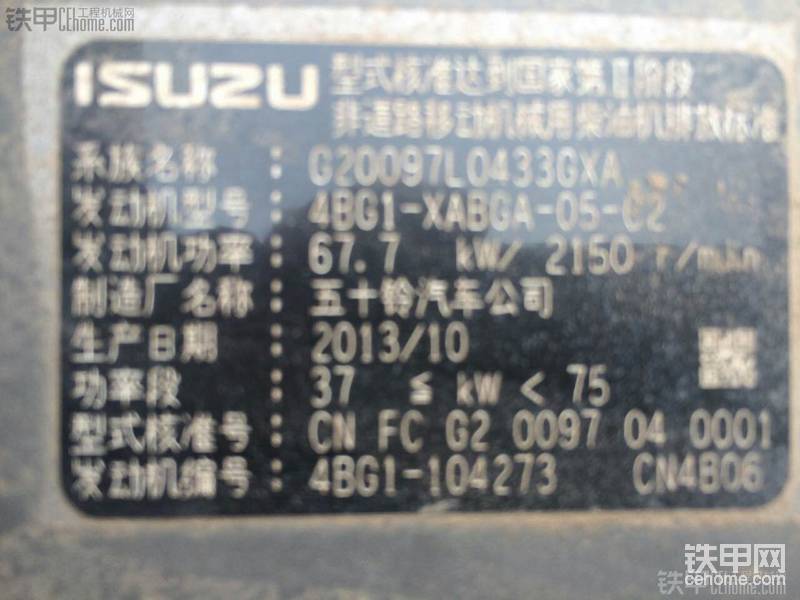 铁甲 工程机械网
CEhome.com
ISUZU 型式核准达到国家第Ⅱ阶段
非道路移动机械用柴油机排放标准
系族名称 : G20097L0433GXA
发动机型号 : 4BG1-XABGA-05-C2
发动机功率 : 67.7 kW/ 2150 r/min
制造厂名称 : 五十铃汽车公司
生产日期 : 2013/10
功率段 : 37 ≤ kW < 75
型式核准号 : CN FC G2 0097 04 0001
发动机编号 : 4BG1-104273 CN4B06
铁甲网
cehome.com